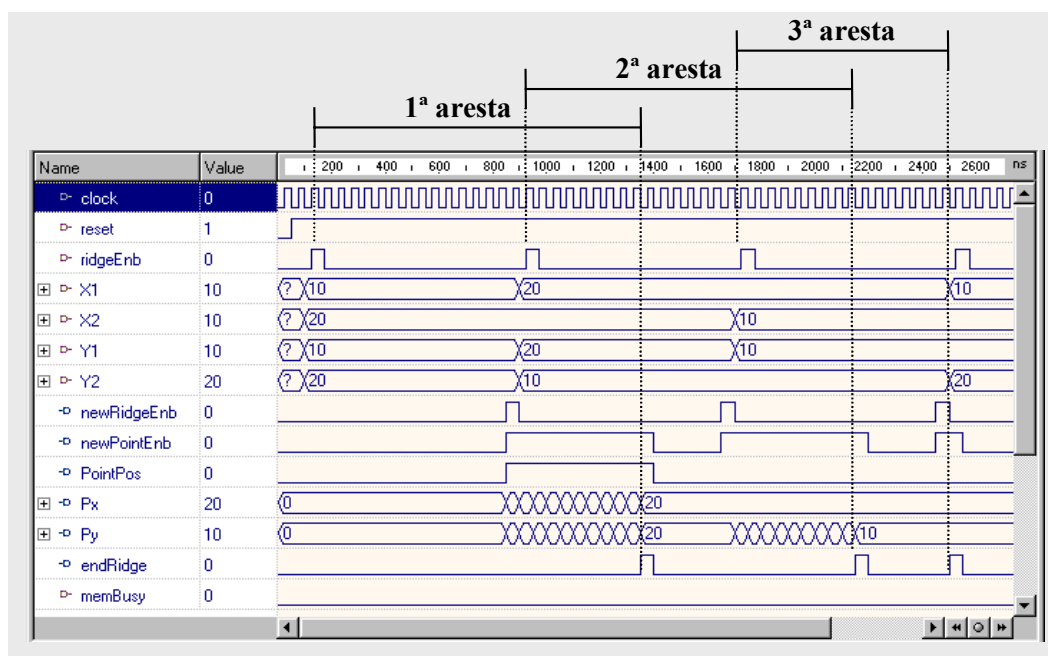 3ª aresta
2ª aresta
1ª aresta
Name Value 200 400 600 800 1000 1200 1400 1600 1800 2000 2200 2400 2600 ns
clock 0
reset 1
ridgeEnb 0
X1 10 ? 10 20 10
X2 10 ? 20 10
Y1 10 ? 10 20 10
Y2 20 ? 20 10 20
newRidgeEnb 0
newPointEnb 0
PointPos 0
Px 20 0 20
Py 10 0 20 10
endRidge 0
memBusy 0